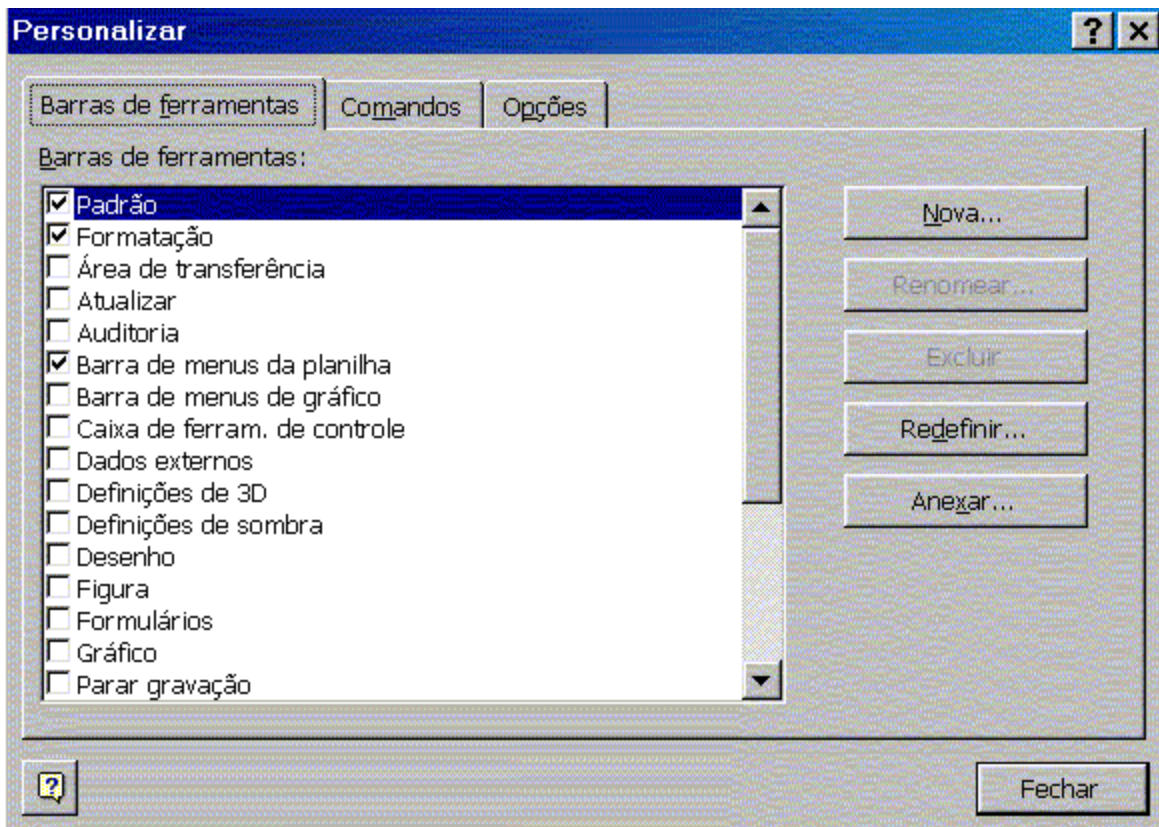 Personalizar
Barras de ferramentas Comandos Opções
Barras de ferramentas:
Padrão
Formatação
Área de transferência
Atualizar
Auditoria
Barra de menus da planilha
Barra de menus de gráfico
Caixa de ferram. de controle
Dados externos
Definições de 3D
Definições de sombra
Desenho
Figura
Formulários
Gráfico
Parar gravação
Nova...
Renomear...
Excluir
Redefinir...
Anexar...
Fechar